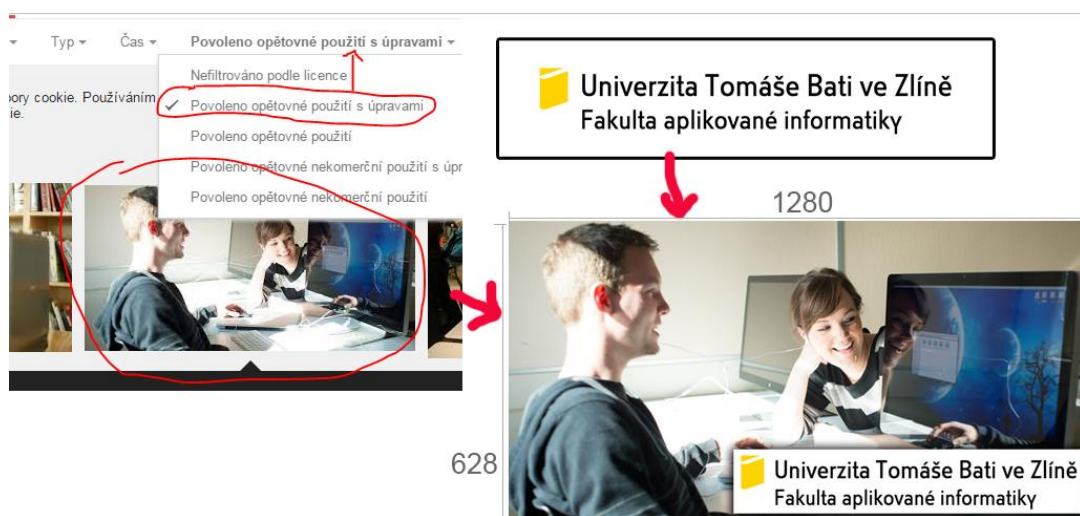 Typ
Čas
Povoleno opětovné použití s úpravami
Nefiltrováno podle licence
Povoleno opětovné použití s úpravami
Povoleno opětovné použití
Povoleno opětovné nekomerční použití s úpr
Povoleno opětovné nekomerční použití
ory cookie. Používáním
ie.
Univerzita Tomáše Bati ve Zlíně
Fakulta aplikované informatiky
1280
628
Univerzita Tomáše Bati ve Zlíně
Fakulta aplikované informatiky